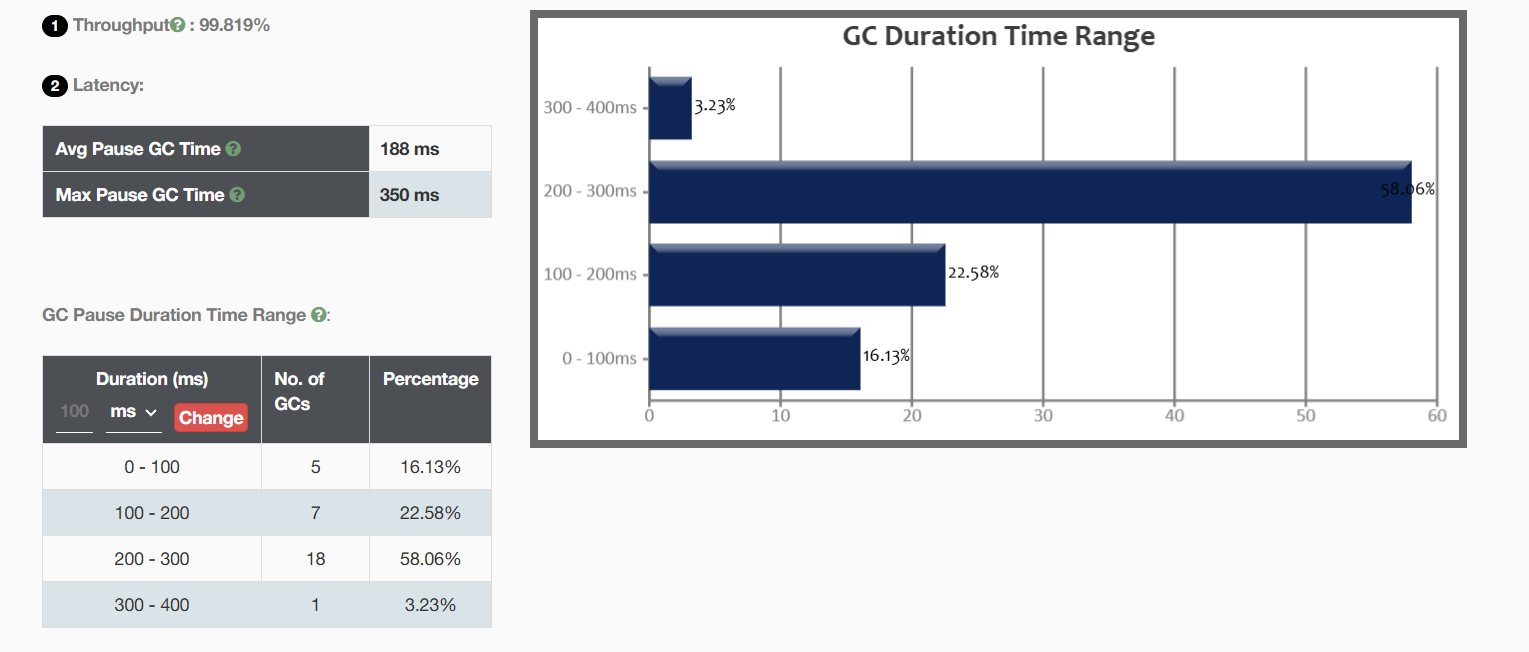 1 Throughput? : 99.819%
2 Latency:
Avg Pause GC Time ? 188 ms
Max Pause GC Time ? 350 ms
GC Pause Duration Time Range ?:
Duration (ms) No. of GCs Percentage
100 ms Change
0 - 100 5 16.13%
100 - 200 7 22.58%
200 - 300 18 58.06%
300 - 400 1 3.23%
GC Duration Time Range
300 - 400ms 3.23%
200 - 300ms 58.06%
100 - 200ms 22.58%
0 - 100ms 16.13%
0 10 20 30 40 50 60